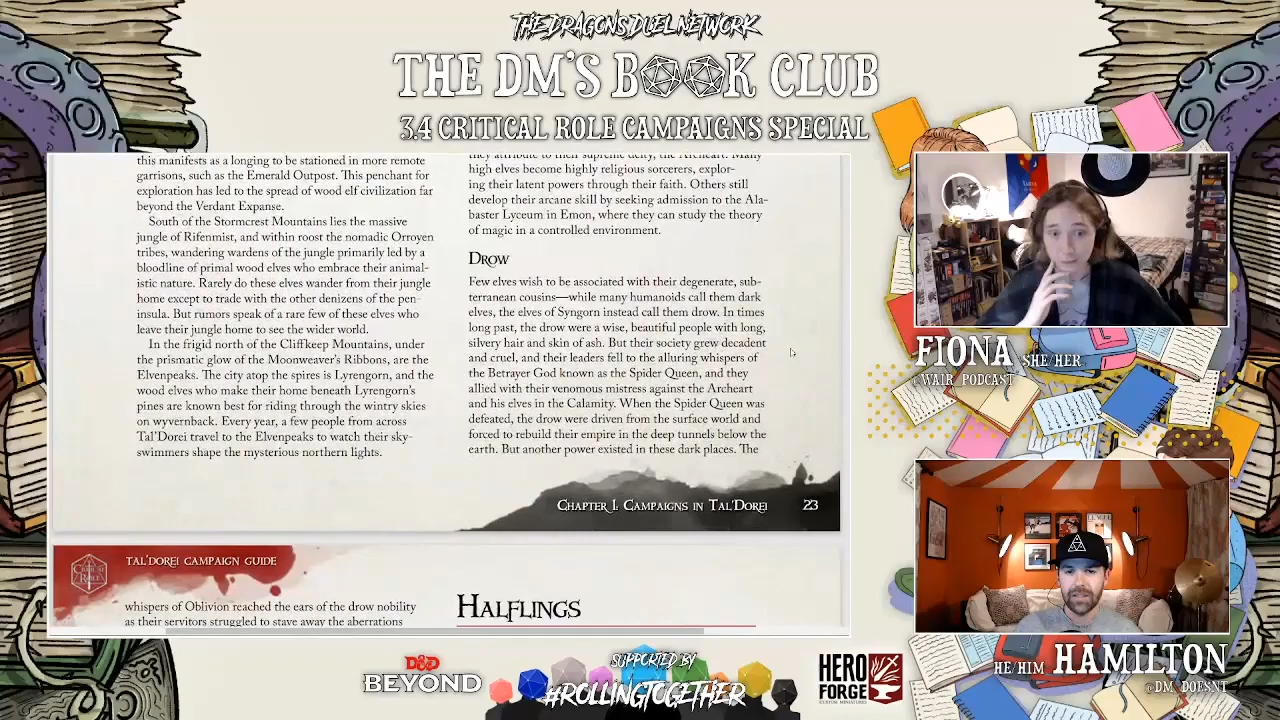 THE DRAGONS DUEL NETWORK
THE DM'S BOOK CLUB
3.4 CRITICAL ROLE CAMPAIGNS SPECIAL
this manifests as a longing to be stationed in more remote
garrisons, such as the Emerald Outpost. This penchant for
exploration has led to the spread of wood elf civilization far
beyond the Verdant Expanse.
South of the Stormcrest Mountains lies the massive
jungle of Rifenmist, and within roost the nomadic Orroyen
tribes, wandering wardens of the jungle primarily led by a
bloodline of primal wood elves who embrace their animal-
istic nature. Rarely do these elves wander from their jungle
home except to trade with the other denizens of the pen-
insula. But rumors speak of a rare few of these elves who
leave their jungle home to see the wider world.
In the frigid north of the Cliffkeep Mountains, under
the prismatic glow of the Moonweaver's Ribbons, are the
Elvenpeaks. The city atop the spires is Lyrengorn, and the
wood elves who make their home beneath Lyrengorn's
pines are known best for riding through the wintry skies
on wyvernback. Every year, a few people from across
Tal'Dorei travel to the Elvenpeaks to watch their sky-
swimmers shape the mysterious northern lights.
they attribute to their supreme deity, the Archeart. Many
high elves become highly religious sorcerers, explor-
ing their latent powers through their faith. Others still
develop their arcane skill by seeking admission to the Ala-
baster Lyceum in Emon, where they can study the theory
of magic in a controlled environment.
DROW
Few elves wish to be associated with their degenerate, sub-
terranean cousins—while many humanoids call them dark
elves, the elves of Syngorn instead call them drow. In times
long past, the drow were a wise, beautiful people with long,
silvery hair and skin of ash. But their society grew decadent
and cruel, and their leaders fell to the alluring whispers of
the Betrayer God known as the Spider Queen, and they
allied with their venomous mistress against the Archeart
and his elves in the Calamity. When the Spider Queen was
defeated, the drow were driven from the surface world and
forced to rebuild their empire in the deep tunnels below the
earth. But another power existed in these dark places. The
CHAPTER 1: CAMPAIGNS IN TAL'DOREI 23
TAL'DOREI CAMPAIGN GUIDE
CRITICAL ROLE
whispers of Oblivion reached the ears of the drow nobility
as their servitors struggled to stave away the aberrations
HALFLINGS
FIONA SHE/HER
@WAIR_PODCAST
HE/HIM HAMILTON
@DM_DOESNT
D&D
BEYOND
SUPPORTED BY
#ROLLINGTOGETHER
HERO
FORGE
CUSTOM MINIATURES